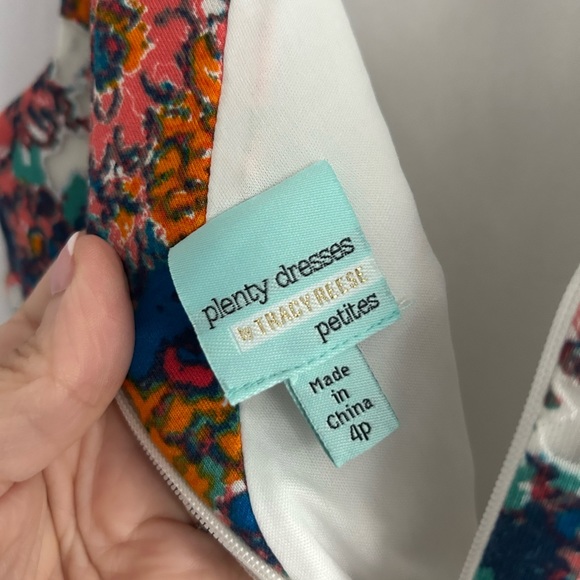 plenty dresses
by TRACY REESE
petites
Made
in
China
4P